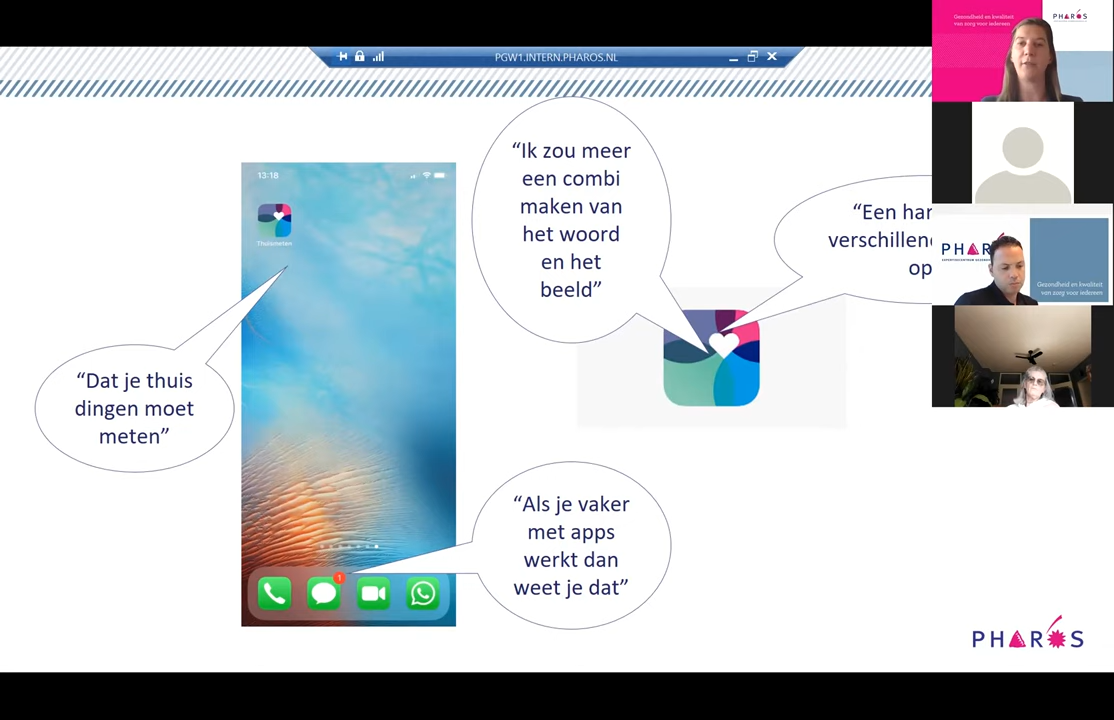 PGW1.INTERN.PHAROS.NL
Gezondheid en kwaliteit
van zorg voor iedereen
PHAROS
13:18
Thuismeten
“Dat je thuis
dingen moet
meten”
“Ik zou meer
een combi
maken van
het woord
en het
beeld”
“Een har
verschillend
op
“Als je vaker
met apps
werkt dan
weet je dat”
1
PHAR
Gezondheid en kwaliteit
van zorg voor iedereen
PHAROS